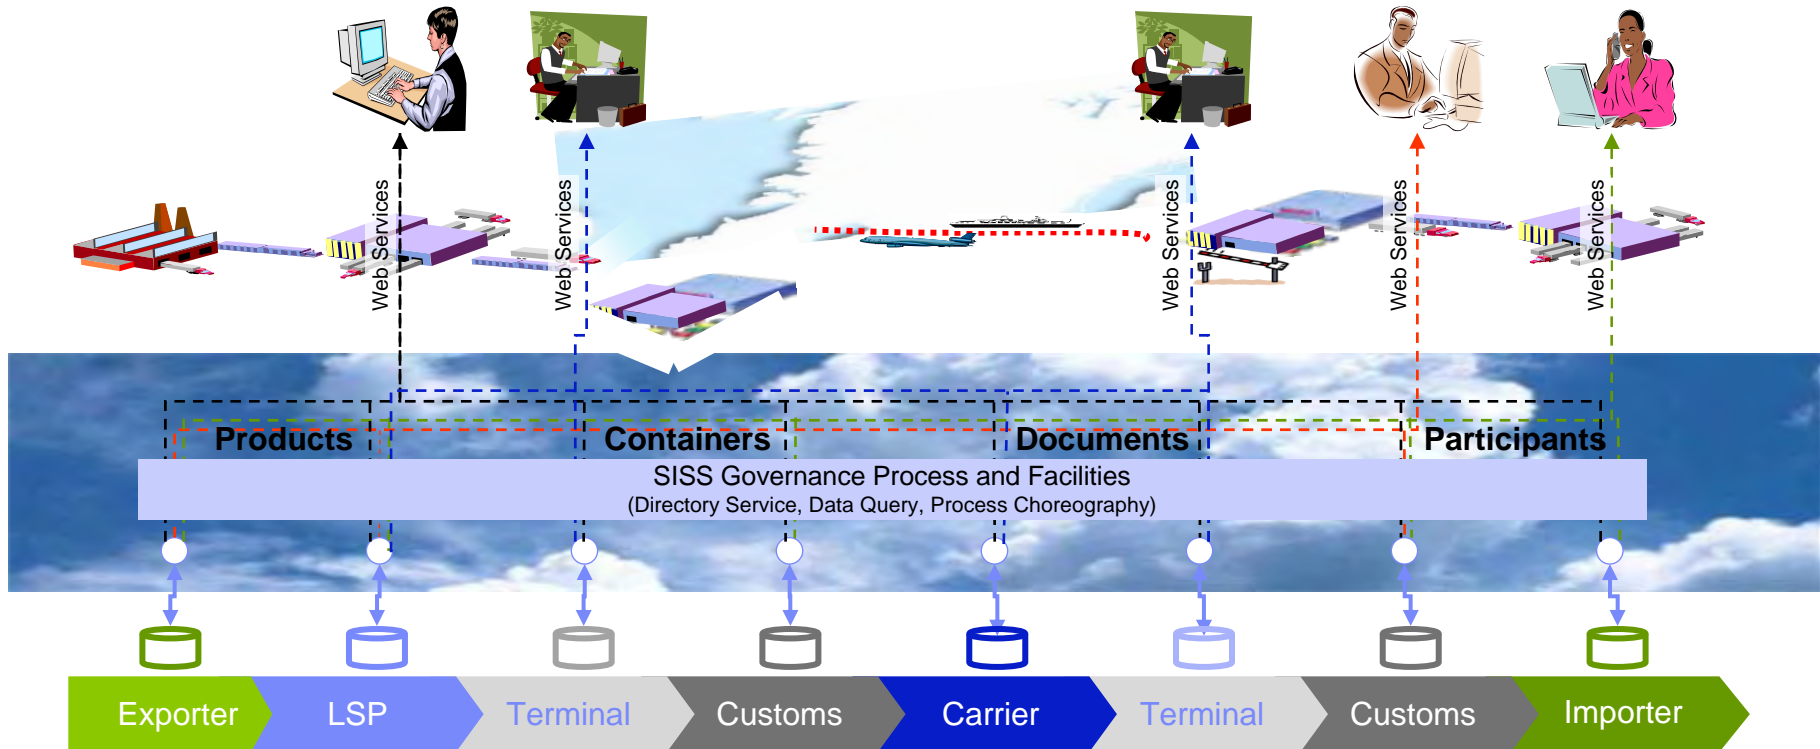 Web Services
Web Services
Web Services
Web Services
Web Services
Products
Containers
Documents
Participants
SISS Governance Process and Facilities
(Directory Service, Data Query, Process Choreography)
Exporter
LSP
Terminal
Customs
Carrier
Terminal
Customs
Importer